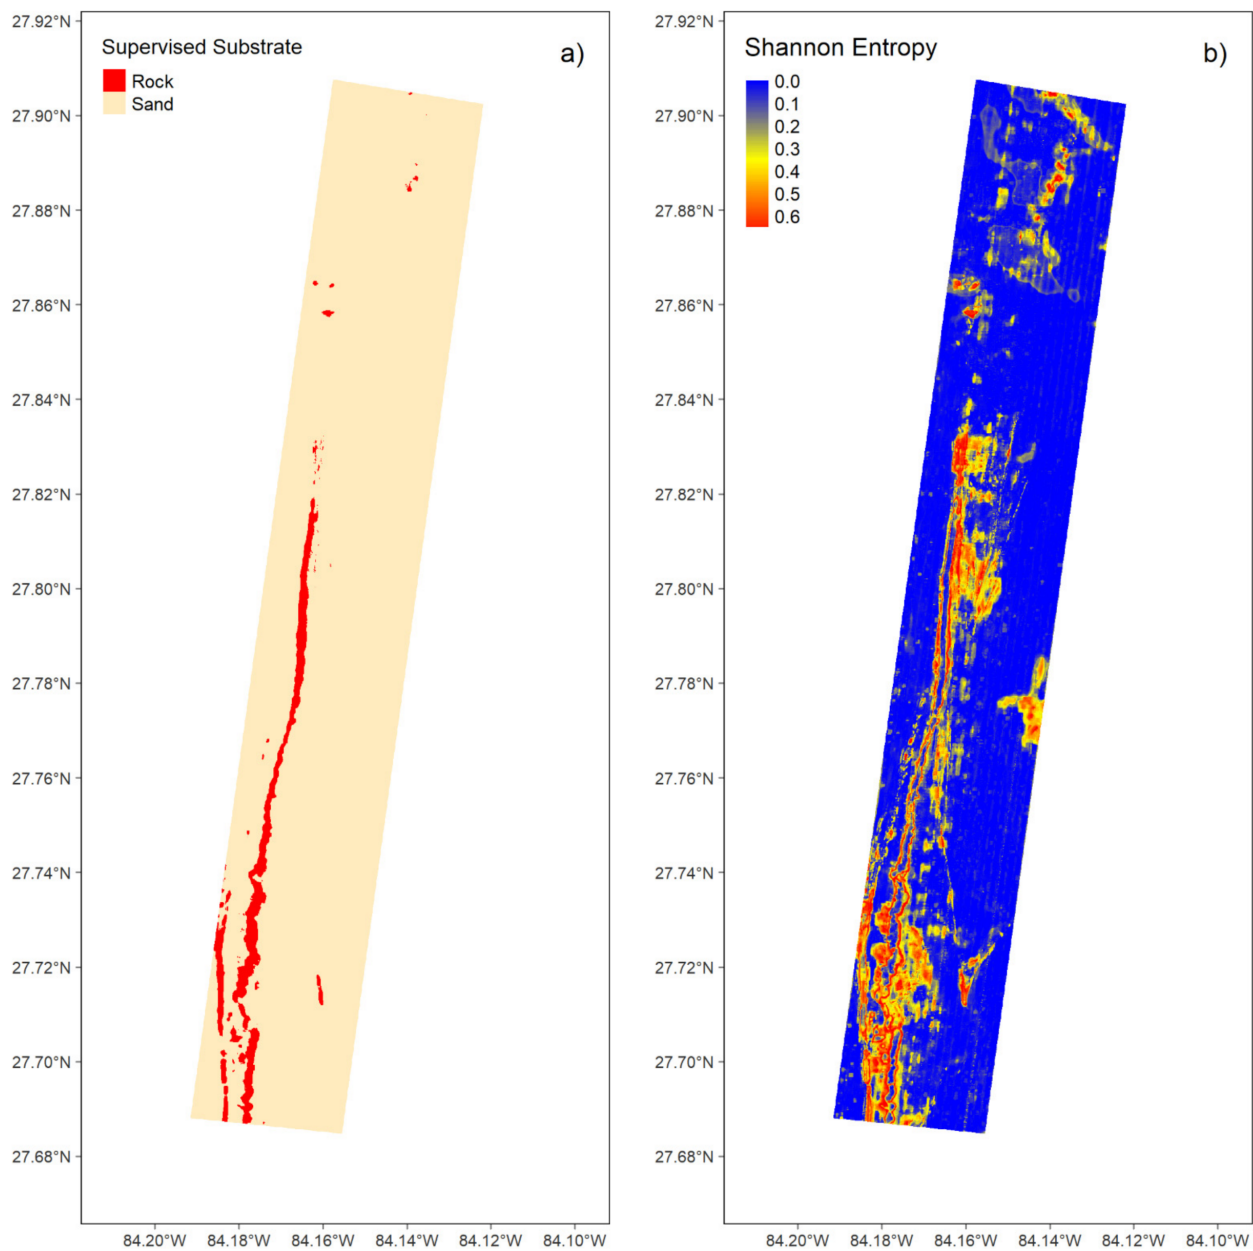 Supervised Substrate
a)
Rock
Sand
27.92°N
27.90°N
27.88°N
27.86°N
27.84°N
27.82°N
27.80°N
27.78°N
27.76°N
27.74°N
27.72°N
27.70°N
27.68°N
84.20°W 84.18°W 84.16°W 84.14°W 84.12°W 84.10°W
Shannon Entropy
b)
0.0
0.1
0.2
0.3
0.4
0.5
0.6
27.92°N
27.90°N
27.88°N
27.86°N
27.84°N
27.82°N
27.80°N
27.78°N
27.76°N
27.74°N
27.72°N
27.70°N
27.68°N
84.20°W 84.18°W 84.16°W 84.14°W 84.12°W 84.10°W